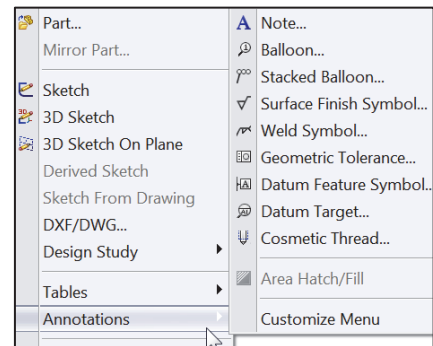 Part...
Mirror Part...
Sketch
3D Sketch
3D Sketch On Plane
Derived Sketch
Sketch From Drawing
DXF/DWG...
Design Study
Tables
Annotations
Note...
Balloon...
Stacked Balloon...
Surface Finish Symbol...
Weld Symbol...
Geometric Tolerance...
Datum Feature Symbol..
Datum Target...
Cosmetic Thread...
Area Hatch/Fill
Customize Menu